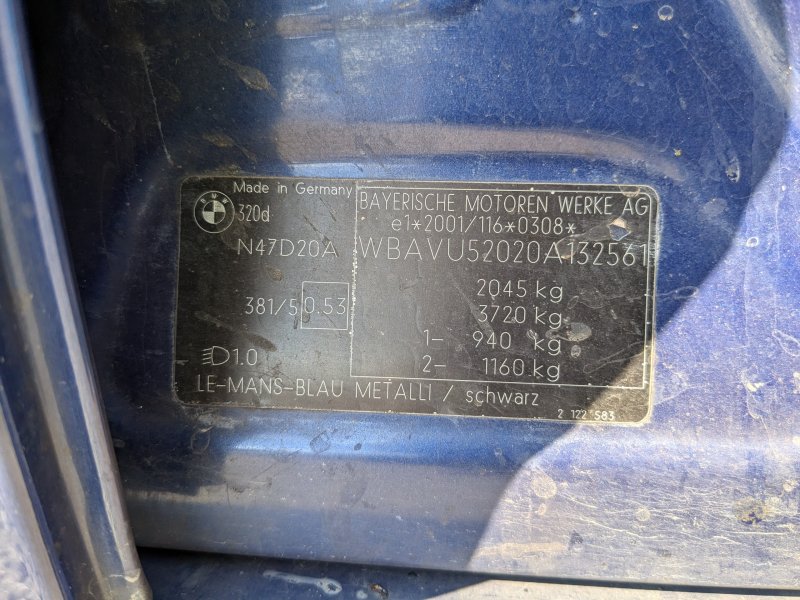 Made in Germany
BMW
320d
N47D20A
381/5 0.53
1.0
BAYERISCHE MOTOREN WERKE AG
e1*2001/116*0308*
WBAVU52020A132561
2045 kg
3720 kg
1- 940 kg
2- 1160 kg
LE-MANS-BLAU METALLI / schwarz
2 122 583